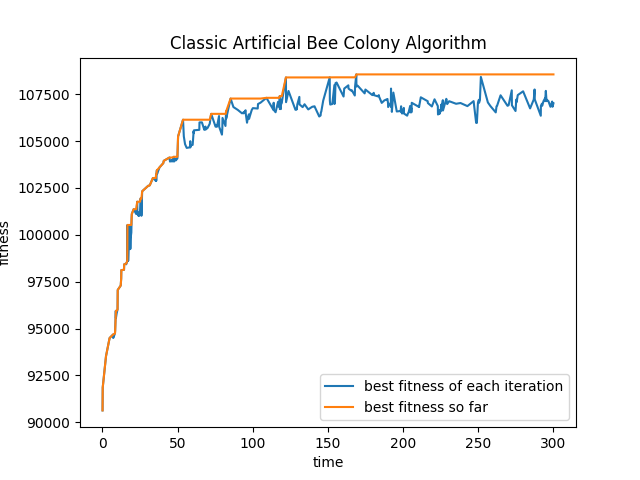 Classic Artificial Bee Colony Algorithm
fitness
107500
105000
102500
100000
97500
95000
92500
90000
best fitness of each iteration
best fitness so far
0 50 100 150 200 250 300
time